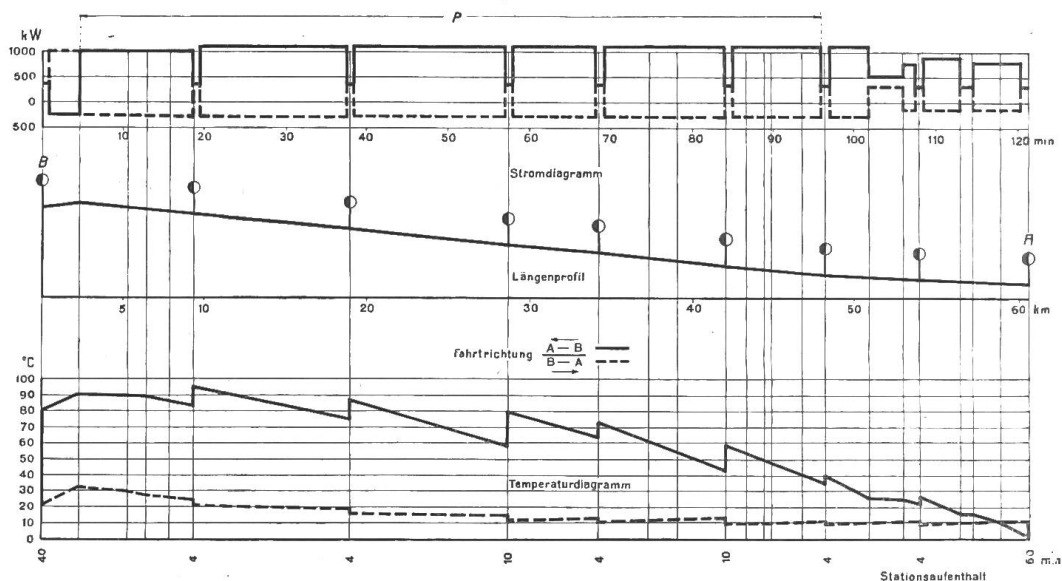 P
kW
1000
500
0
500
10 20 30 40 50 60 70 80 90 100 110 120 min
B
Stromdiagramm
A
Längenprofil
5 10 20 30 40 50 60 km
Fahrtrichtung A — B
B — A
°C
100
90
80
70
60
50
40
30
20
10
0
Temperaturdiagramm
40 4 4 10 4 10 4 4 60 min
Stationsaufenthalt